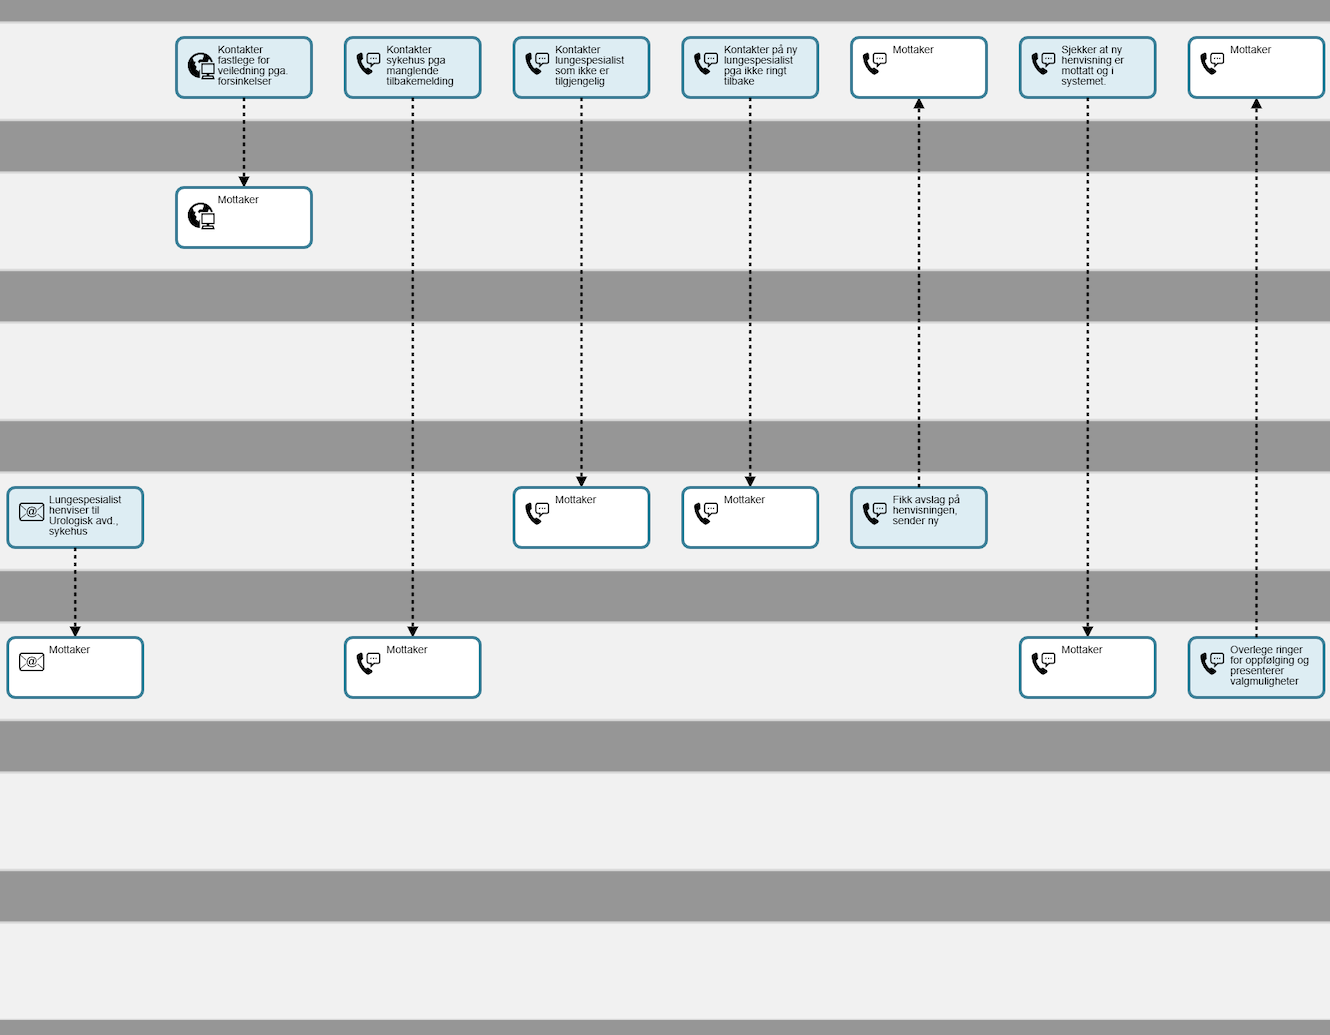 Kontakter
fastlege for
veiledning pga.
forsinkelser
Kontakter
sykehus pga
manglende
tilbakemelding
Kontakter
lungespesialist
som ikke er
tilgjengelig
Kontakter på ny
lungespesialist
pga ikke ringt
tilbake
Mottaker
Sjekker at ny
henvisning er
mottatt og i
systemet.
Mottaker
Mottaker
Lungespesialist
henviser til
Urologisk avd.,
sykehus
Mottaker
Mottaker
Fikk avslag på
henvisningen,
sender ny
Mottaker
Mottaker
Mottaker
Overlege ringer
for oppfølging og
presenterer
valgmuligheter